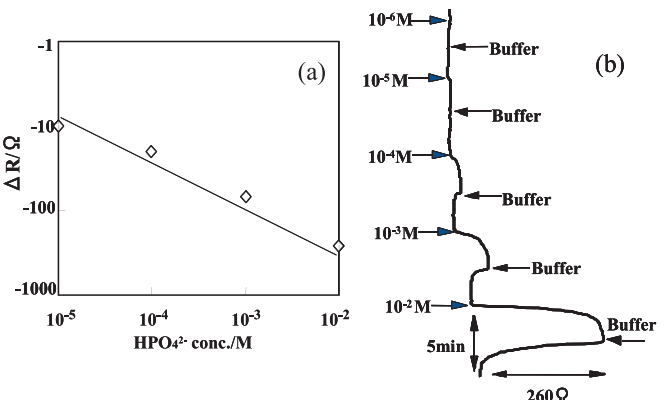 -1
-10
-100
-1000
Δ R/Ω
(a)
10-5
10-4
10-3
10-2
HPO42- conc./M
(b)
10-6M
Buffer
10-5M
Buffer
10-4M
Buffer
10-3M
Buffer
10-2M
Buffer
5min
260Ω